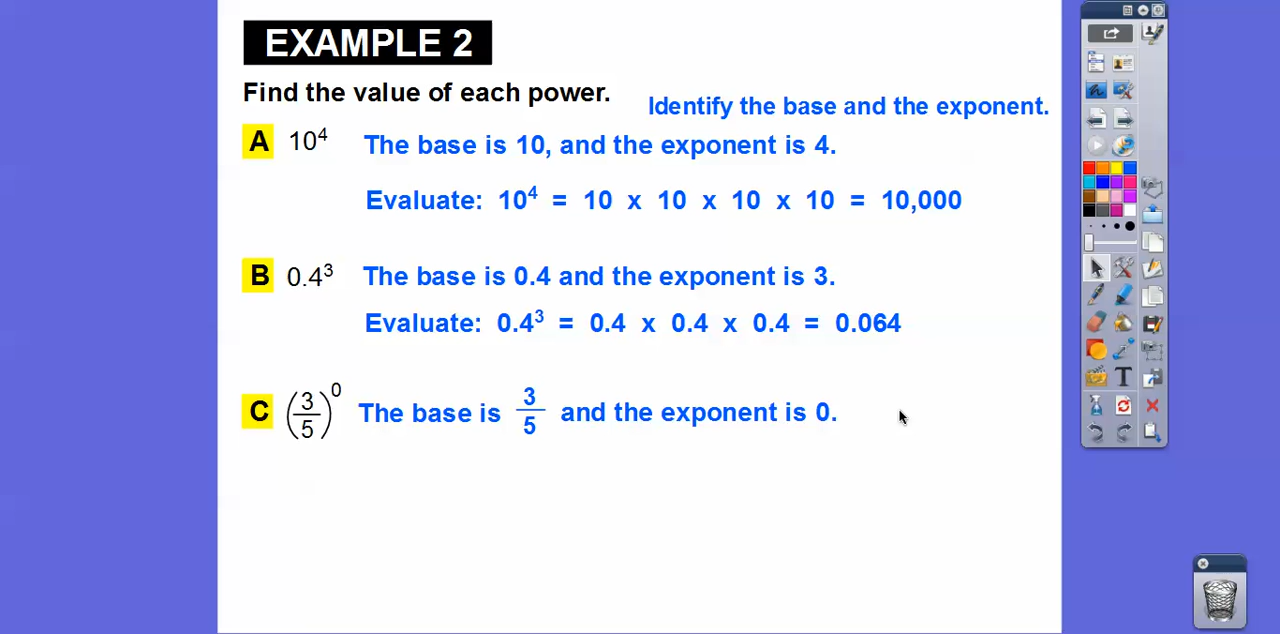 EXAMPLE 2
Find the value of each power.
Identify the base and the exponent.
A 10⁴ The base is 10, and the exponent is 4.
Evaluate: 10⁴ = 10 x 10 x 10 x 10 = 10,000
B 0.4³ The base is 0.4 and the exponent is 3.
Evaluate: 0.4³ = 0.4 x 0.4 x 0.4 = 0.064
C (3/5)⁰ The base is 3/5 and the exponent is 0.